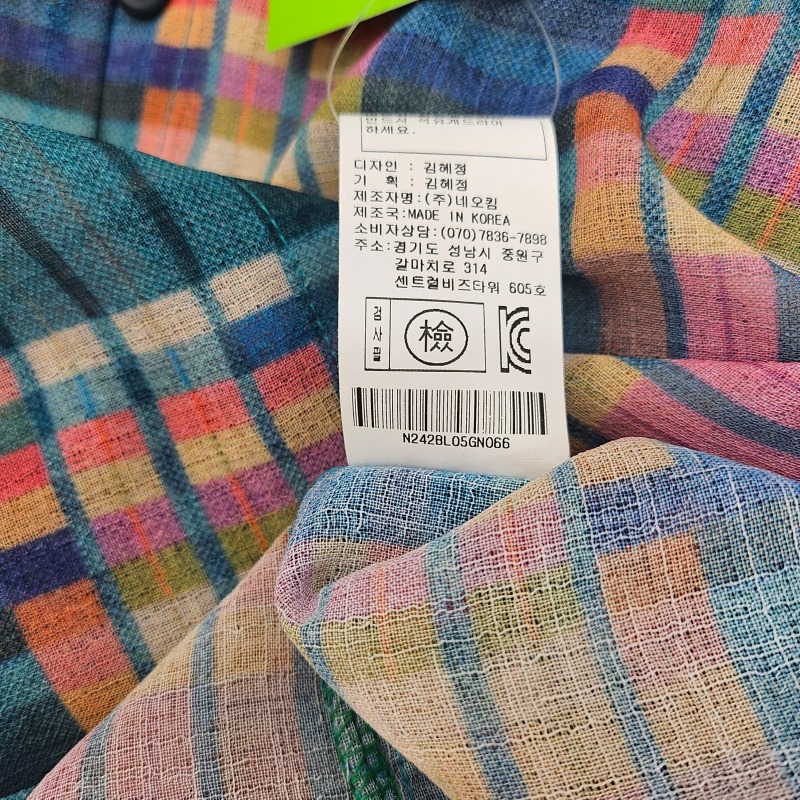 하세요.
디자인 : 김혜정
기 획 : 김혜정
제조자명:(주)네오킴
제조국:MADE IN KOREA
소비자상담:(070)7836-7898
주소:경기도 성남시 중원구
갈마치로 314
센트럴비즈타워 605호
검사필
檢
KC
N242BL05GN066